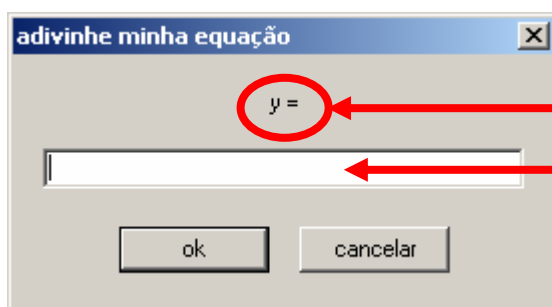 adivinhe minha equação
y =
ok
cancelar